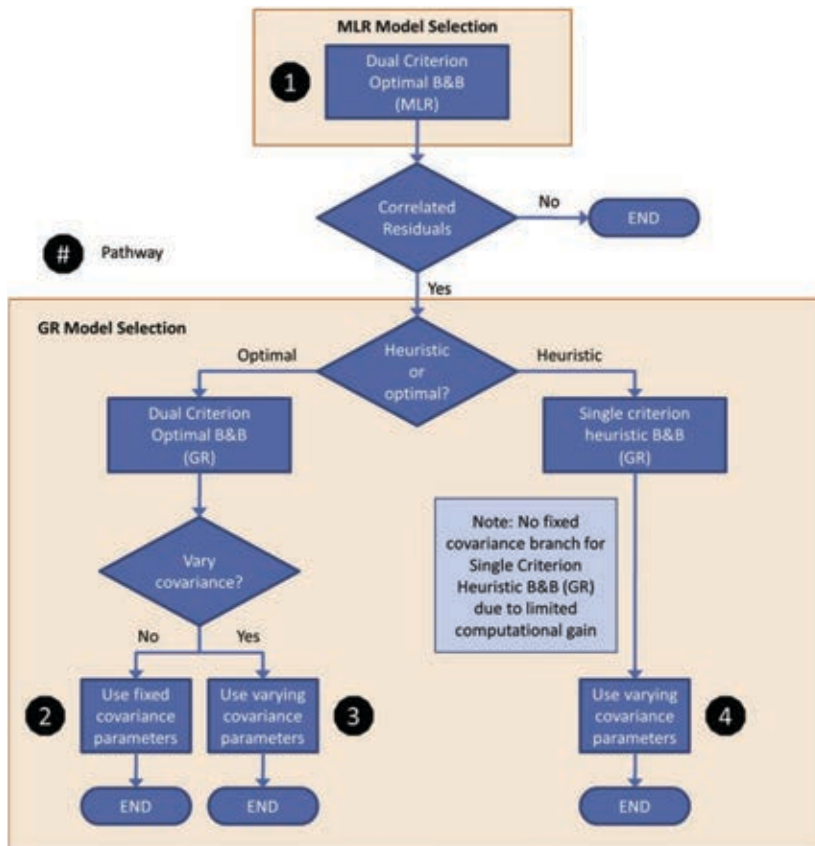 MLR Model Selection
1
Dual Criterion
Optimal B&B
(MLR)
Correlated
Residuals
No
END
#
Pathway
Yes
GR Model Selection
Heuristic
or
optimal?
Optimal
Heuristic
Dual Criterion
Optimal B&B
(GR)
Single criterion
heuristic B&B
(GR)
Note: No fixed
covariance branch for
Single Criterion
Heuristic B&B (GR)
due to limited
computational gain
Vary
covariance?
No
Yes
2
Use fixed
covariance
parameters
Use varying
covariance
parameters
3
Use varying
covariance
parameters
4
END
END
END